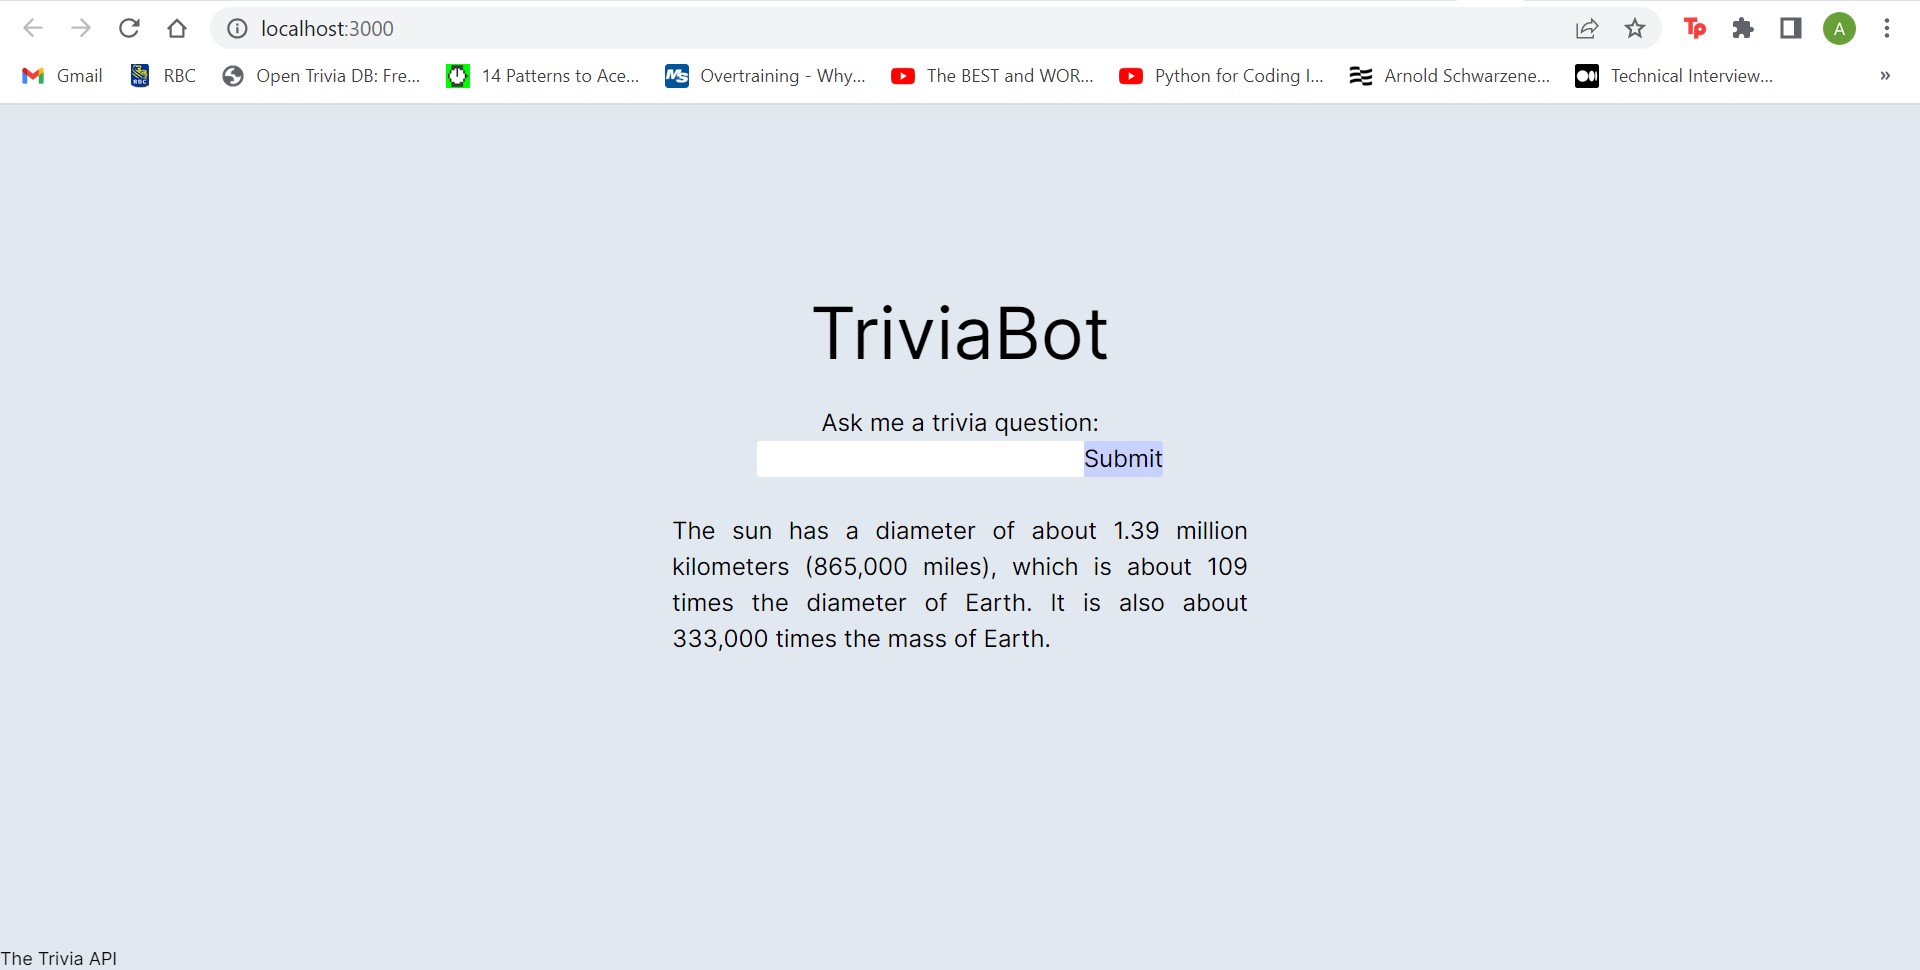 localhost:3000
Tp
A
Gmail
RBC
RBC
Open Trivia DB: Fre...
14 Patterns to Ace...
MS
Overtraining - Why...
The BEST and WOR...
Python for Coding I...
Arnold Schwarzene...
Technical Interview...
»
TriviaBot
Ask me a trivia question:
Submit
The sun has a diameter of about 1.39 million
kilometers (865,000 miles), which is about 109
times the diameter of Earth. It is also about
333,000 times the mass of Earth.
The Trivia API